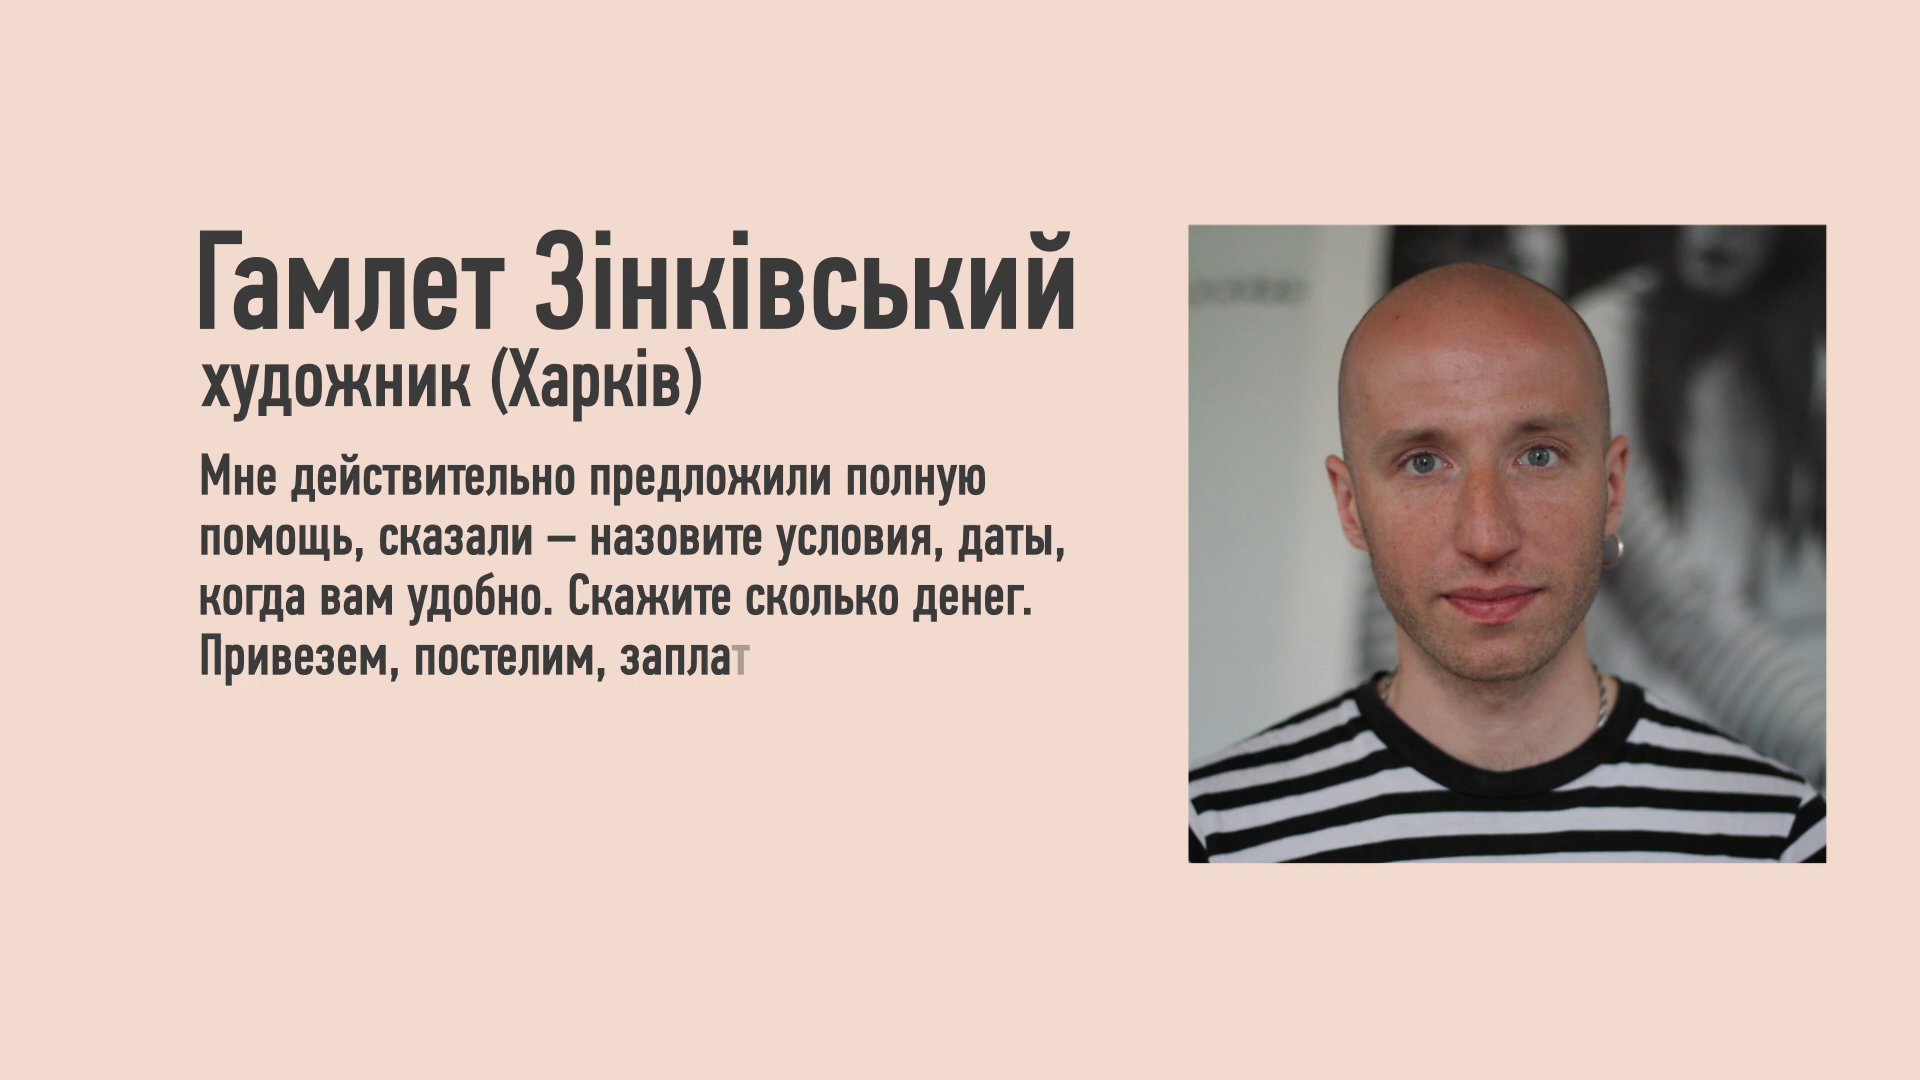 Гамлет Зінківський
художник (Харків)
Мне действительно предложили полную
помощь, сказали – назовите условия, даты,
когда вам удобно. Скажите сколько денег.
Привезем, постелим, заплат